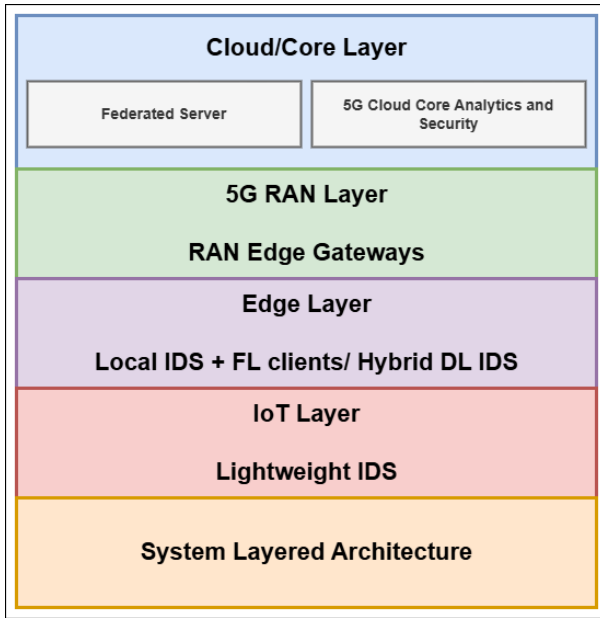 Cloud/Core Layer
Federated Server
5G Cloud Core Analytics and
Security
5G RAN Layer
RAN Edge Gateways
Edge Layer
Local IDS + FL clients/ Hybrid DL IDS
IoT Layer
Lightweight IDS
System Layered Architecture